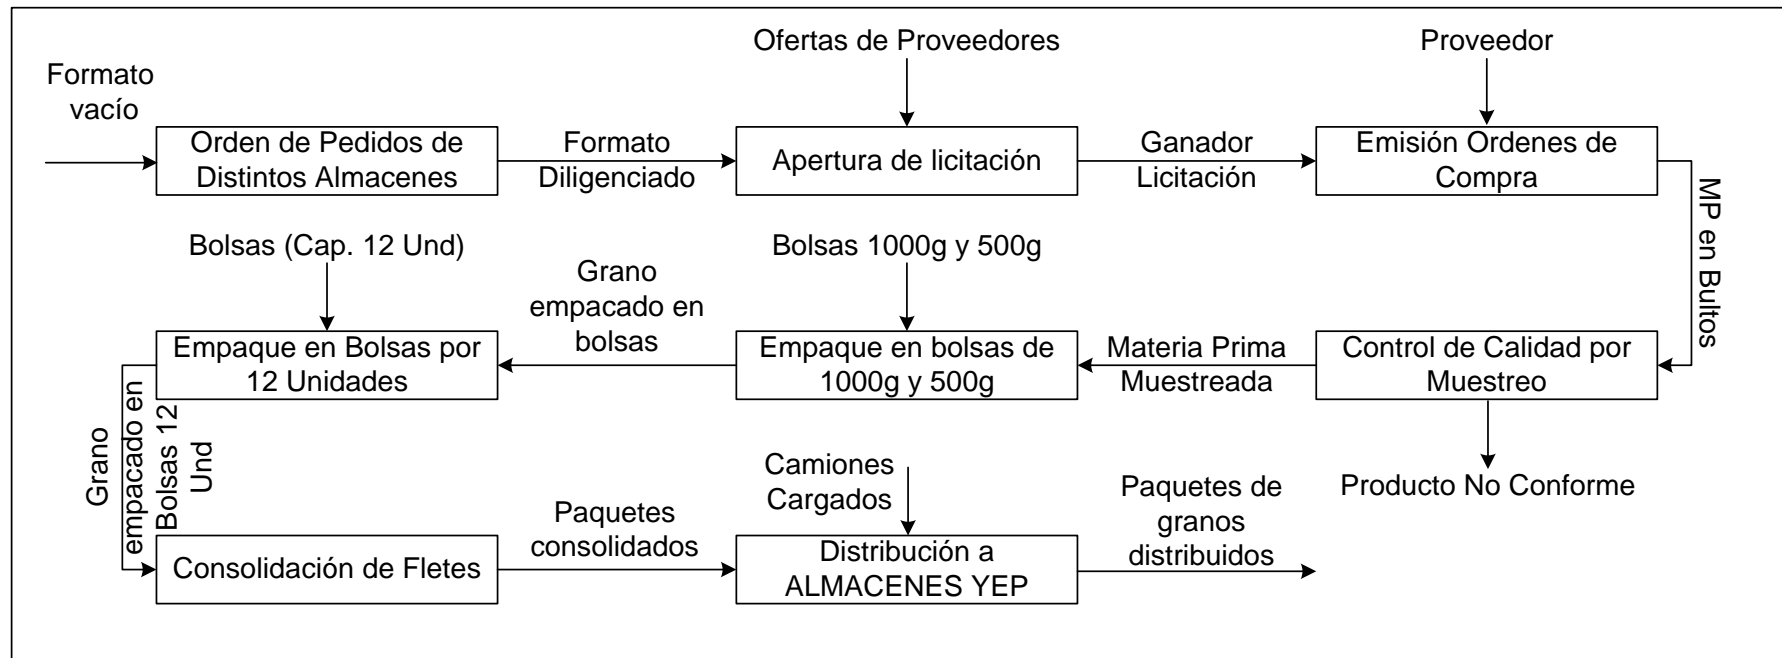 Ofertas de Proveedores
Proveedor
Formato
vacío
Orden de Pedidos de
Distintos Almacenes
Formato
Diligenciado
Apertura de licitación
Ganador
Licitación
Emisión Ordenes de
Compra
MP en Bultos
Bolsas (Cap. 12 Und)
Grano
empacado en
bolsas
Bolsas 1000g y 500g
Empaque en Bolsas por
12 Unidades
Empaque en bolsas de
1000g y 500g
Materia Prima
Muestreada
Control de Calidad por
Muestreo
Producto No Conforme
Grano
empacado en
Bolsas 12
Und
Consolidación de Fletes
Paquetes
consolidados
Camiones
Cargados
Distribución a
ALMACENES YEP
Paquetes de
granos
distribuidos